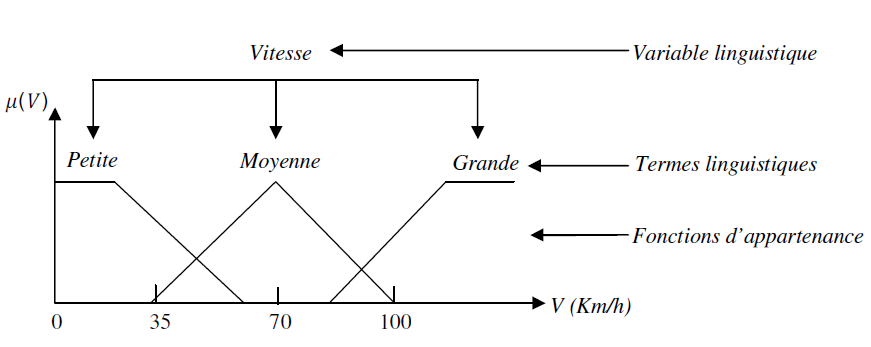 Vitesse
Variable linguistique
μ(V)
Petite
Moyenne
Grande
Termes linguistiques
Fonctions d'appartenance
V (Km/h)
0
35
70
100